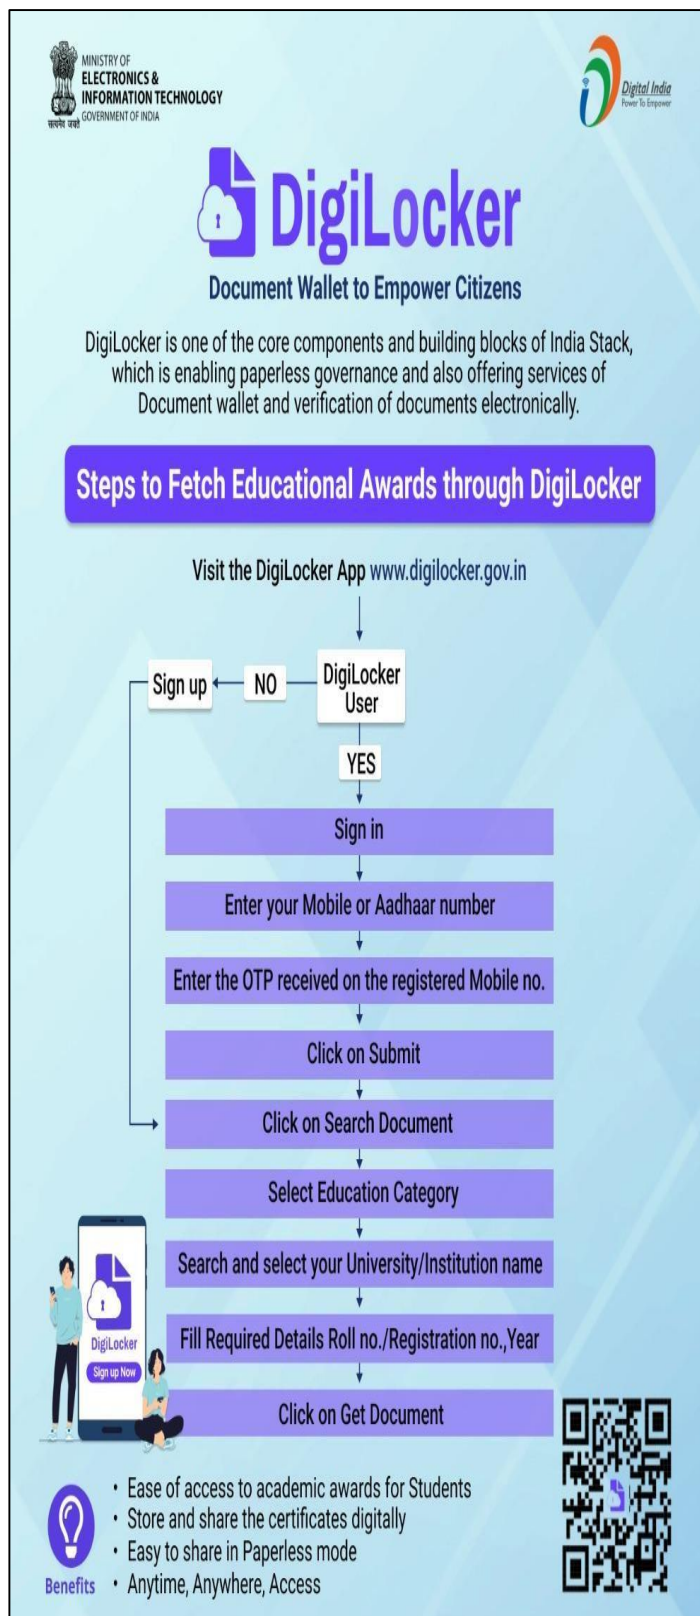 MINISTRY OF
ELECTRONICS &
INFORMATION TECHNOLOGY
GOVERNMENT OF INDIA
सत्यमेव जयते
Digital India
Power To Empower
DigiLocker
Document Wallet to Empower Citizens
DigiLocker is one of the core components and building blocks of India Stack,
which is enabling paperless governance and also offering services of
Document wallet and verification of documents electronically.
Steps to Fetch Educational Awards through DigiLocker
Visit the DigiLocker App www.digilocker.gov.in
Sign up
NO
DigiLocker
User
YES
Sign in
Enter your Mobile or Aadhaar number
Enter the OTP received on the registered Mobile no.
Click on Submit
Click on Search Document
Select Education Category
Search and select your University/Institution name
Fill Required Details Roll no./Registration no.,Year
Click on Get Document
DigiLocker
Sign up Now
Benefits
• Ease of access to academic awards for Students
• Store and share the certificates digitally
• Easy to share in Paperless mode
• Anytime, Anywhere, Access